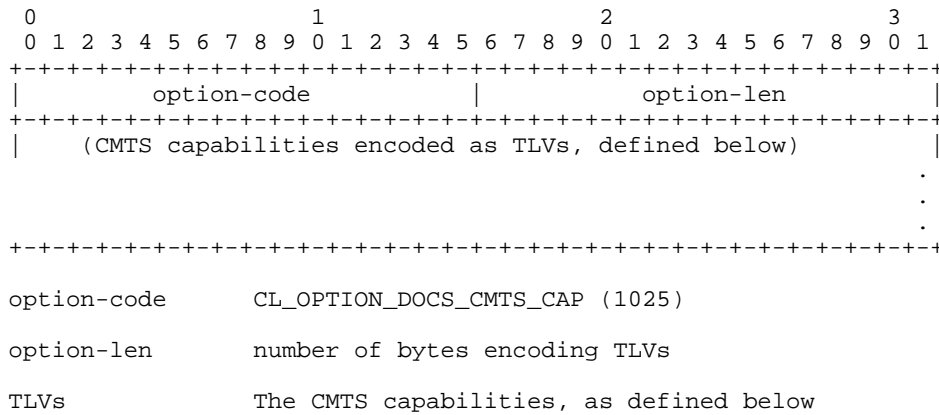 0                   1                   2                   3
 0 1 2 3 4 5 6 7 8 9 0 1 2 3 4 5 6 7 8 9 0 1 2 3 4 5 6 7 8 9 0 1
+-+-+-+-+-+-+-+-+-+-+-+-+-+-+-+-+-+-+-+-+-+-+-+-+-+-+-+-+-+-+-+-+
|         option-code           |           option-len          |
+-+-+-+-+-+-+-+-+-+-+-+-+-+-+-+-+-+-+-+-+-+-+-+-+-+-+-+-+-+-+-+-+
|    (CMTS capabilities encoded as TLVs, defined below)         |
                                                               .
                                                               .
                                                               .
+-+-+-+-+-+-+-+-+-+-+-+-+-+-+-+-+-+-+-+-+-+-+-+-+-+-+-+-+-+-+-+-+
option-code      CL_OPTION_DOCS_CMTS_CAP (1025)
option-len       number of bytes encoding TLVs
TLVs             The CMTS capabilities, as defined below